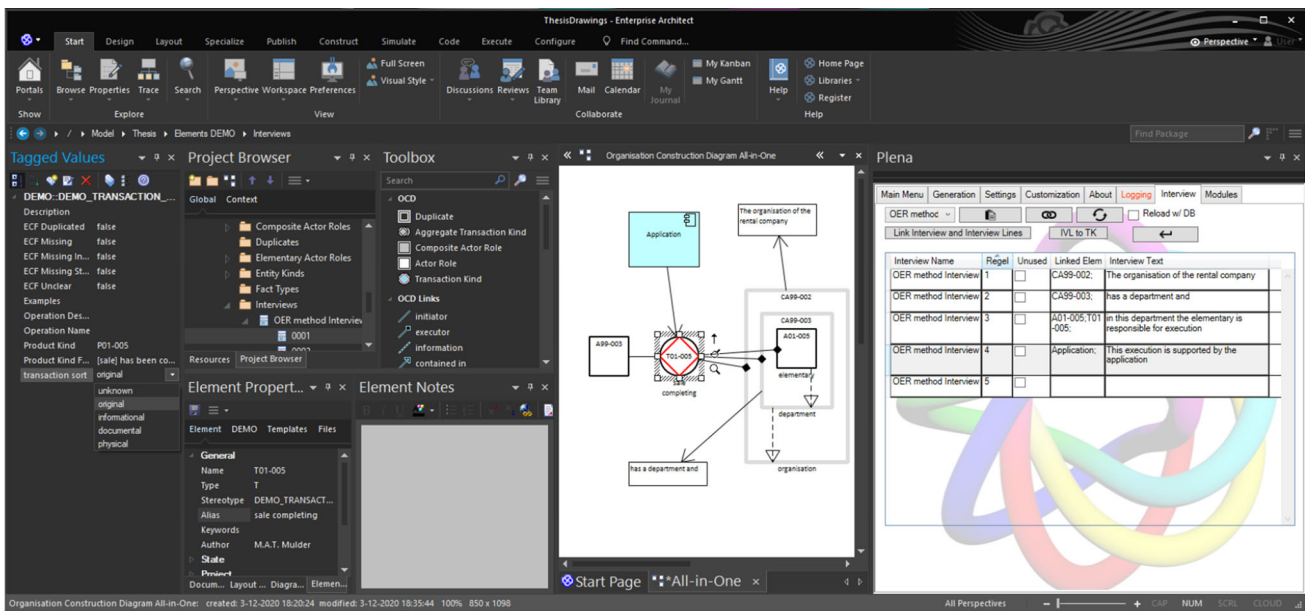 ThesisDrawings - Enterprise Architect
Start Design Layout Specialize Publish Construct Simulate Code Execute Configure Find Command...
Perspective User
Portals Browse Properties Trace Search Perspective Workspace Preferences Full Screen Visual Style Discussions Reviews Team Library Mail Calendar My Journal My Kanban My Gantt Help Home Page Libraries Register
Show Explore View Collaborate Help
/ Model Thesis Elements DEMO Interviews
Find Package
Tagged Values
DEMO::DEMO_TRANSACTION_...
Description
ECF Duplicated false
ECF Missing false
ECF Missing In... false
ECF Missing St... false
ECF Unclear false
Examples
Operation Des...
Operation Name
Product Kind P01-005
Product Kind F... [sale] has been co...
transaction sort original
unknown
original
informational
documental
physical
Project Browser
Global Context
Composite Actor Roles
Duplicates
Elementary Actor Roles
Entity Kinds
Fact Types
Interviews
OER method Interview
0001
0002
Resources Project Browser
Element Propert...
Element DEMO Templates Files
General
Name T01-005
Type T
Stereotype DEMO_TRANSACT...
Alias sale completing
Keywords
Author M.A.T. Mulder
State
Project
Docum... Layout ... Diagra... Elemen...
Toolbox
Search
OCD
Duplicate
Aggregate Transaction Kind
Composite Actor Role
Actor Role
Transaction Kind
OCD Links
initiator
executor
information
contained in
Element Notes
B I U
Organisation Construction Diagram All-in-One
Application
The organisation of the
rental company
CA99-002
CA99-003
A01-005
A99-003
T01-005
elementary
sale
completing
department
has a department and
organisation
Start Page *All-in-One
Plena
Main Menu Generation Settings Customization About Logging Interview Modules
OER method Reload w/ DB
Link Interview and Interview Lines IVL to TK
Interview Name Regel Unused Linked Elem Interview Text
OER method Interview 1 CA99-002; The organisation of the rental company
OER method Interview 2 CA99-003; has a department and
OER method Interview 3 A01-005;T01 in this department the elementary is
-005; responsible for execution
OER method Interview 4 Application; This execution is supported by the
application
OER method Interview 5
Organisation Construction Diagram All-in-One: created: 3-12-2020 18:20:24 modified: 3-12-2020 18:35:44 100% 850 x 1098
All Perspectives CAP NUM SCRL CLOUD